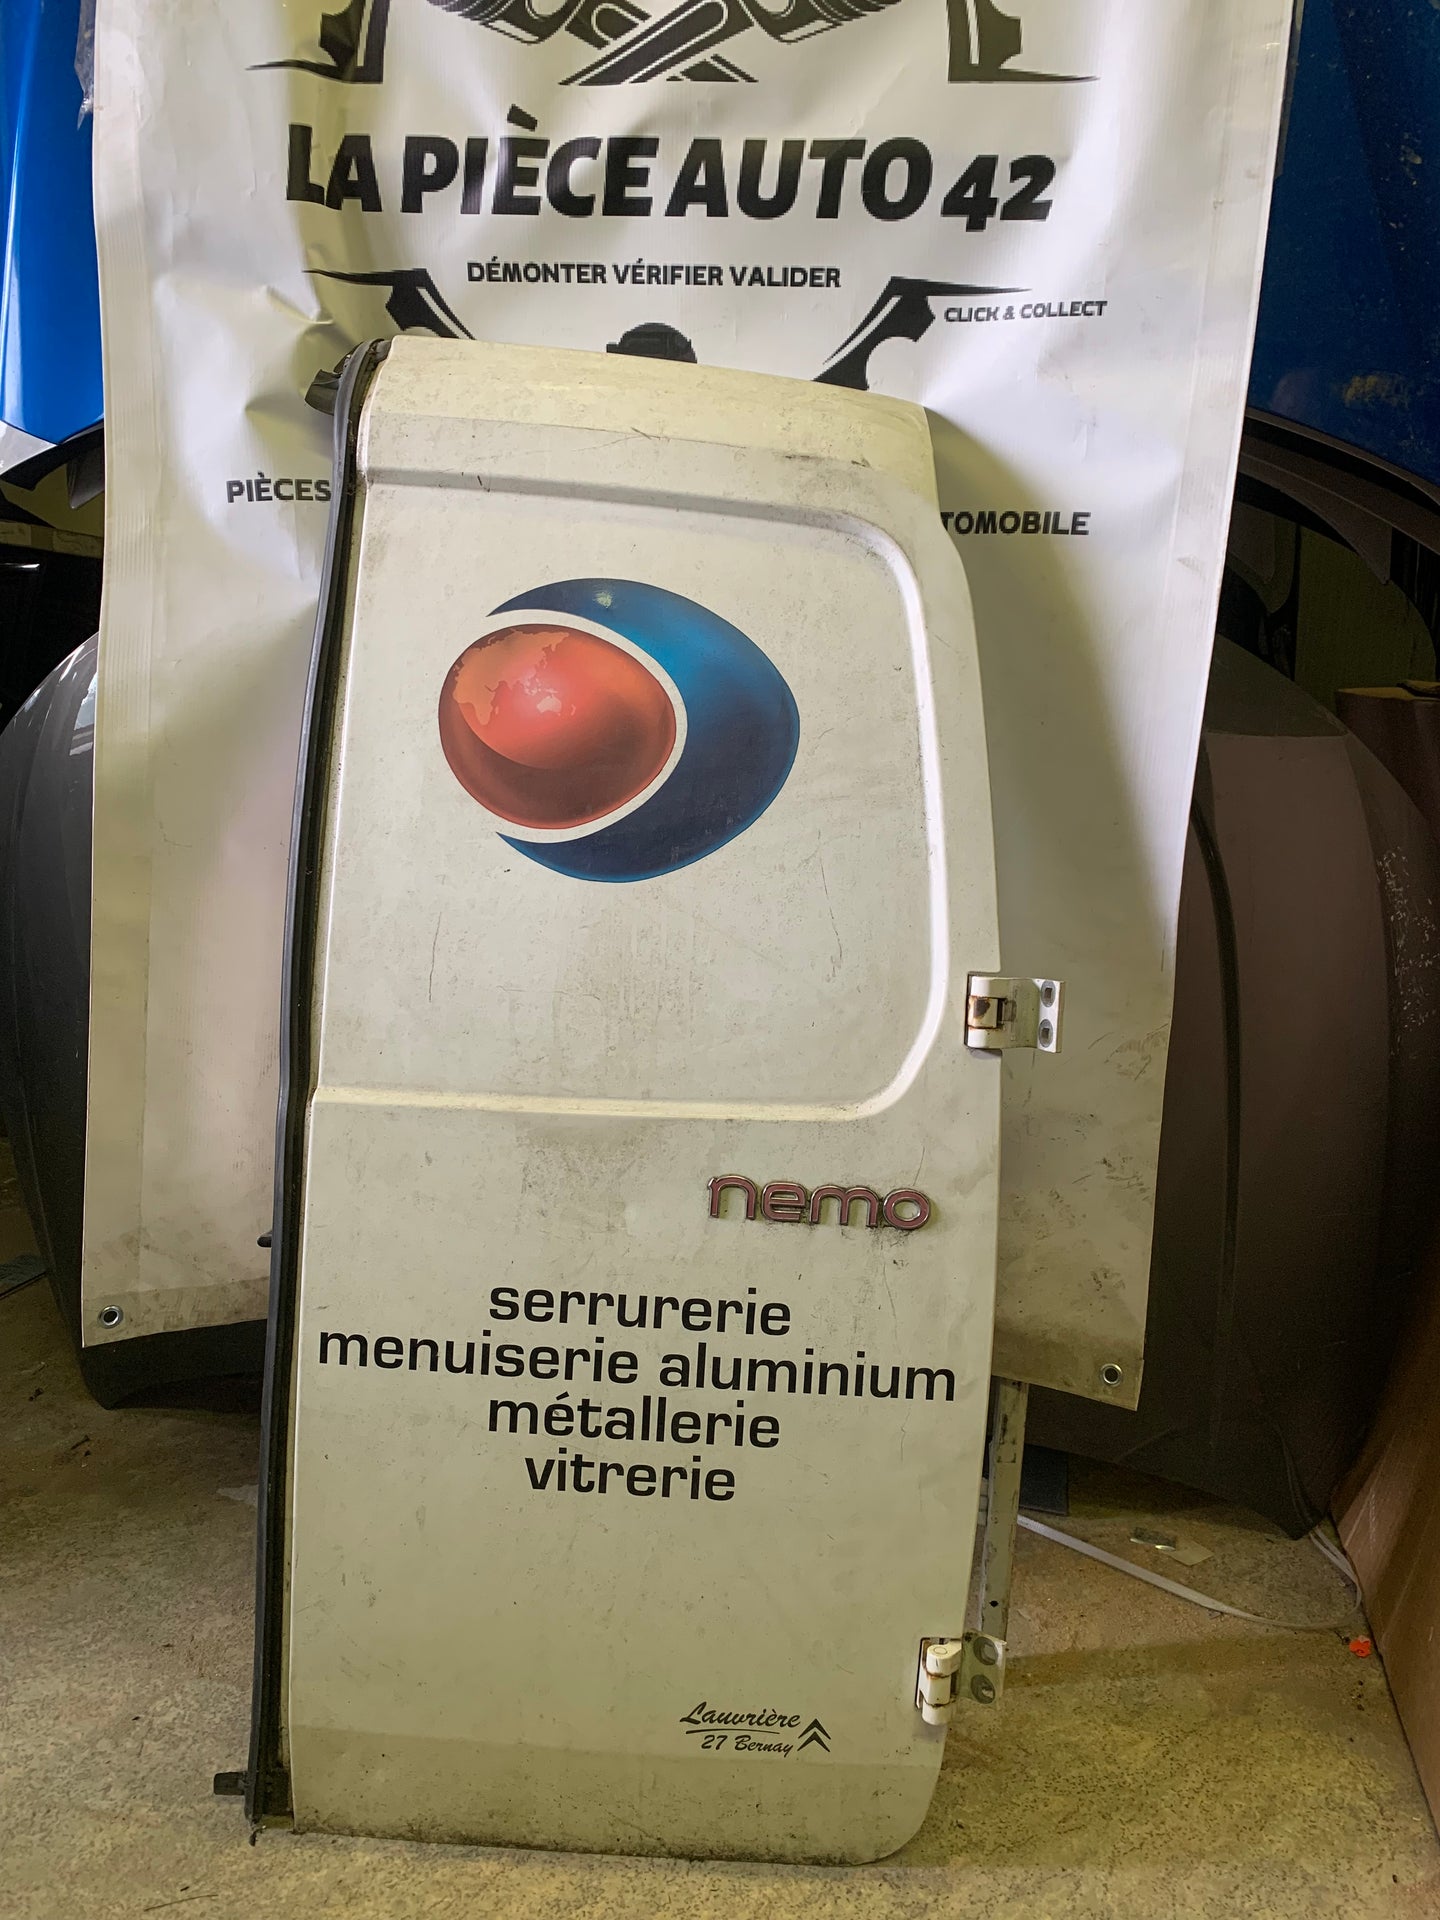 LA PIÈCE AUTO 42
DÉMONTER VÉRIFIER VALIDER
CLICK & COLLECT
PIÈCES
TOMOBILE
nemo
serrurerie
menuiserie aluminium
métallerie
vitrerie
Lauvrière
27 Bernay